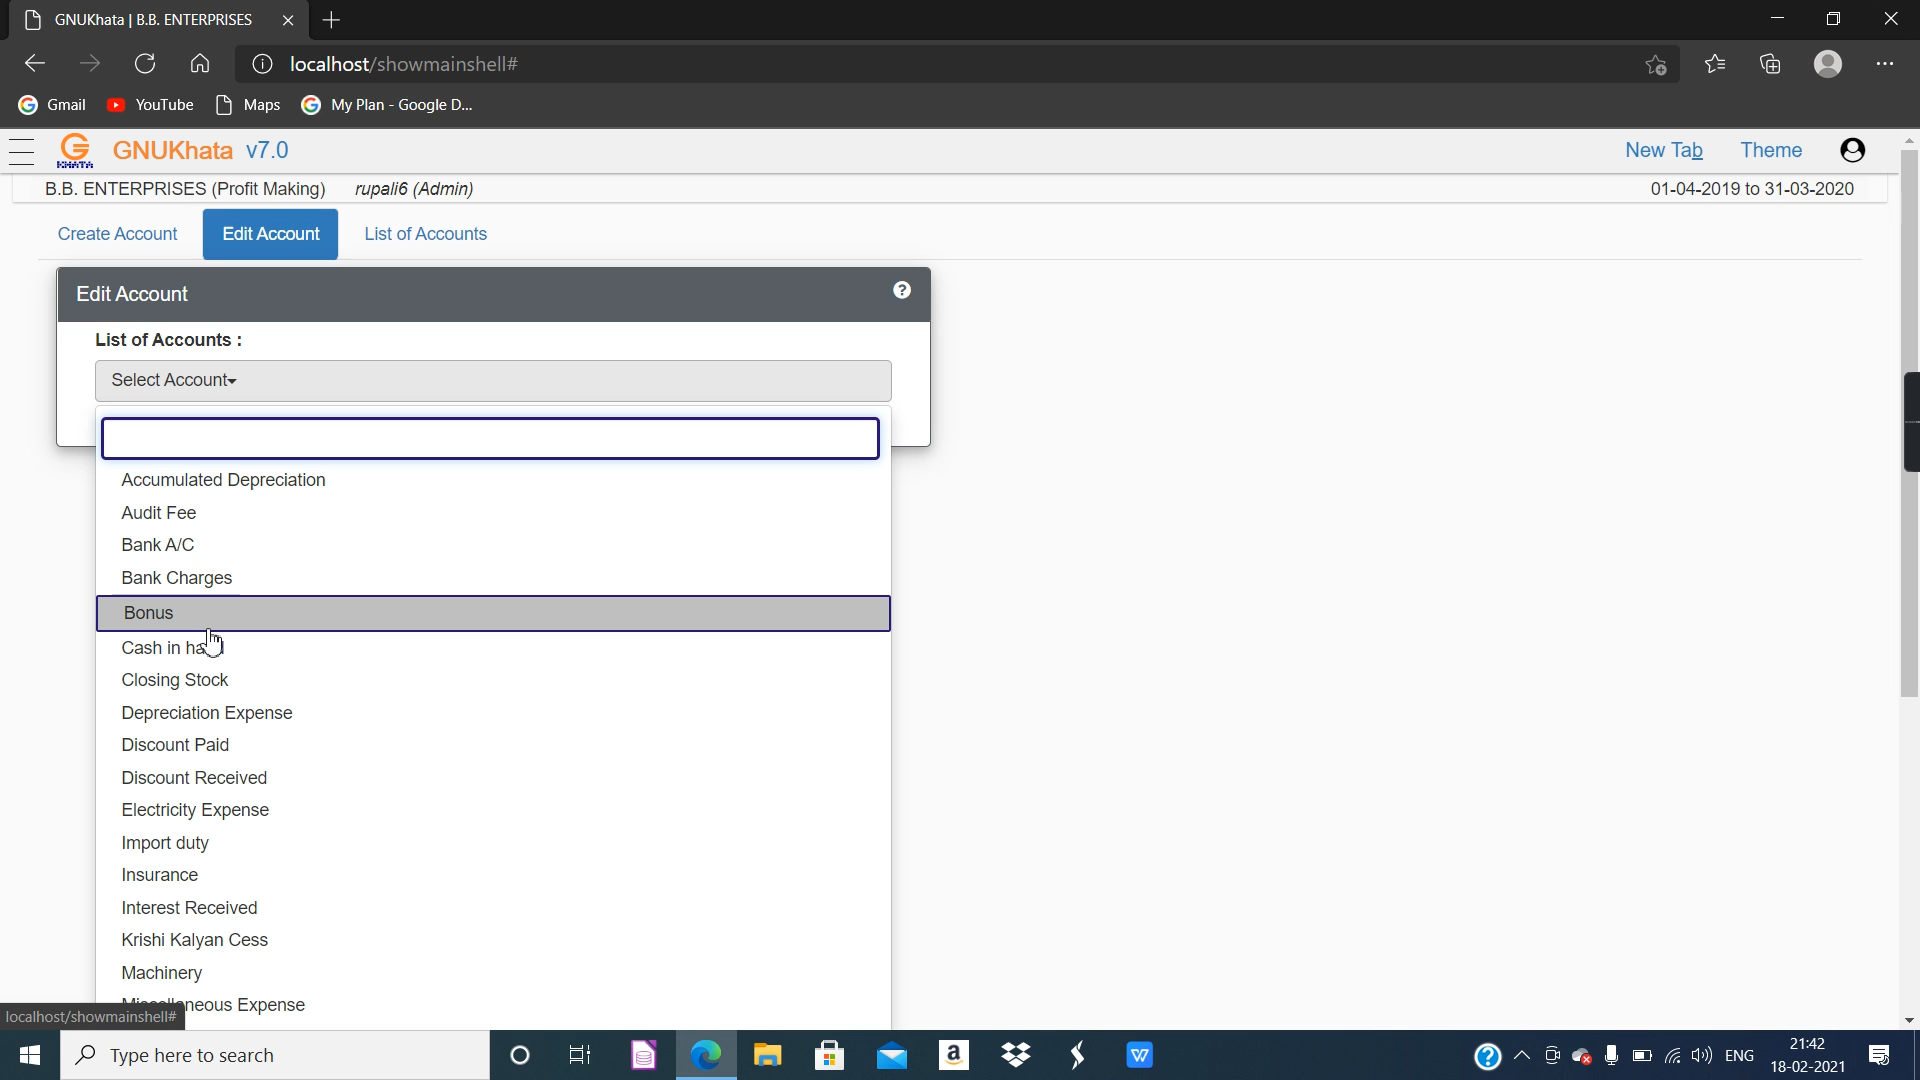 GNUKhata | B.B. ENTERPRISES
localhost/showmainshell#
Gmail YouTube Maps My Plan - Google D...
KHATA GNUKhata v7.0 New Tab Theme
B.B. ENTERPRISES (Profit Making) rupali6 (Admin) 01-04-2019 to 31-03-2020
Create Account Edit Account List of Accounts
Edit Account ?
List of Accounts :
Select Account
Accumulated Depreciation
Audit Fee
Bank A/C
Bank Charges
Bonus
Cash in hand
Closing Stock
Depreciation Expense
Discount Paid
Discount Received
Electricity Expense
Import duty
Insurance
Interest Received
Krishi Kalyan Cess
Machinery
Miscellaneous Expense
localhost/showmainshell#
Type here to search ENG 21:42
18-02-2021